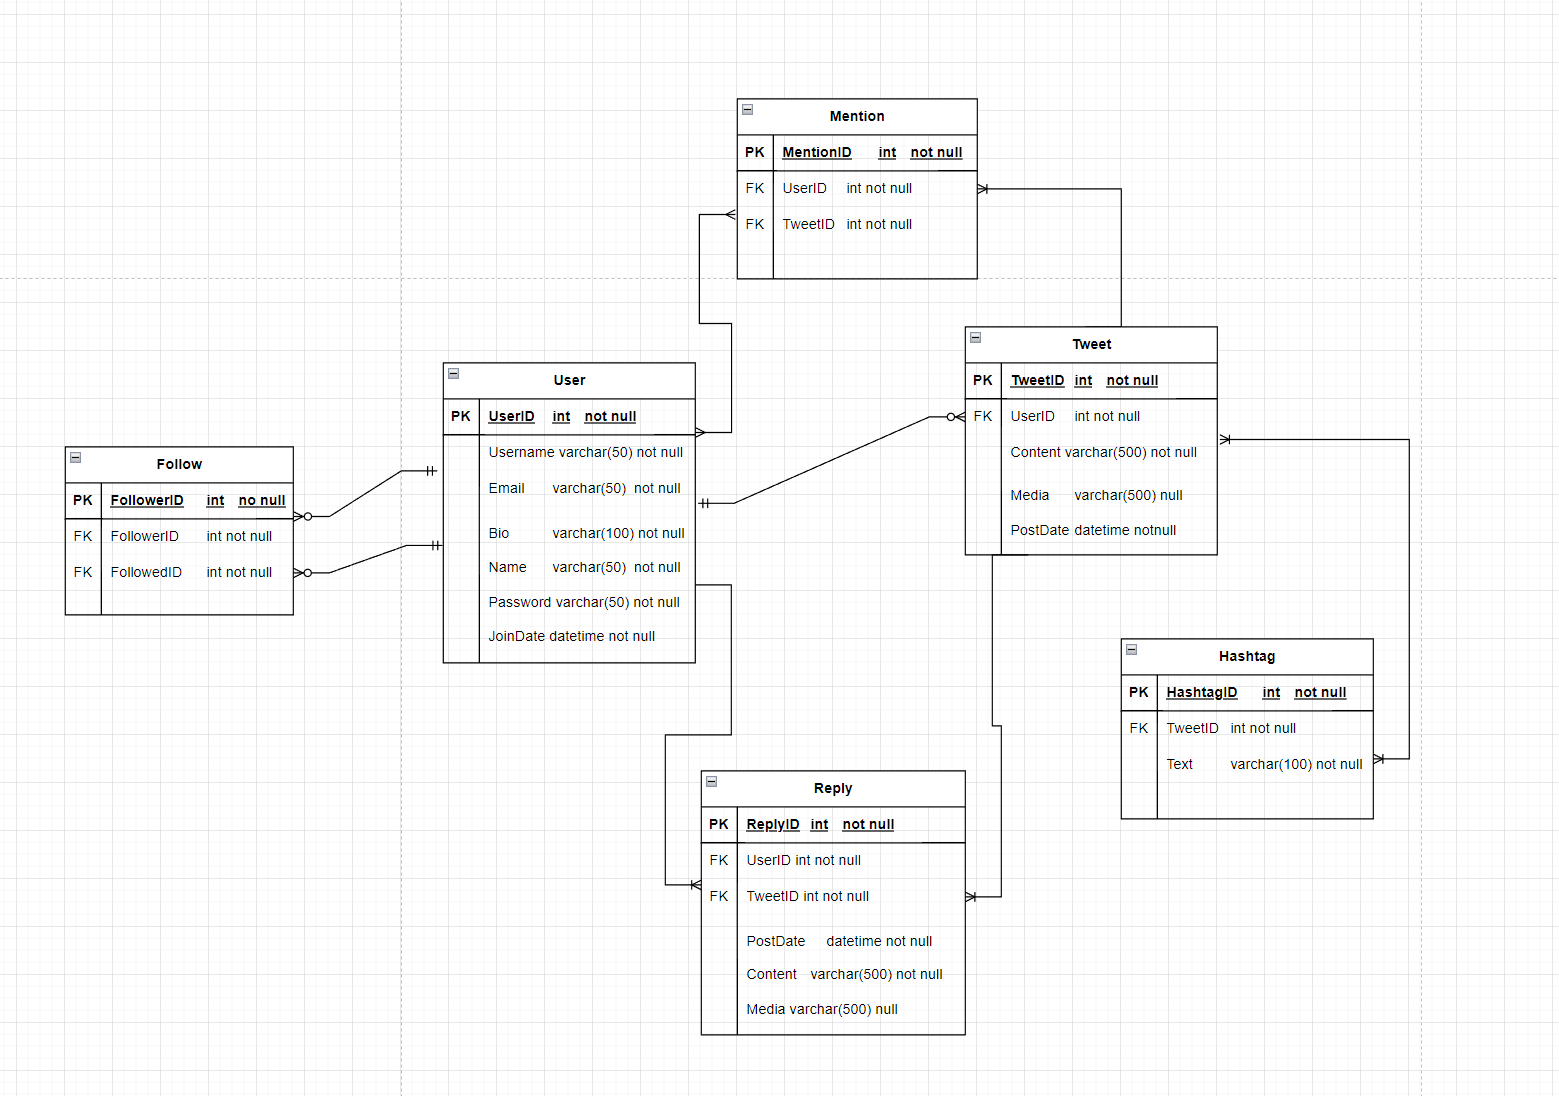 Mention
PK MentionID int not null
FK UserID int not null
FK TweetID int not null
Tweet
PK TweetID int not null
FK UserID int not null
Content varchar(500) not null
Media varchar(500) null
PostDate datetime notnull
User
PK UserID int not null
Username varchar(50) not null
Email varchar(50) not null
Bio varchar(100) not null
Name varchar(50) not null
Password varchar(50) not null
JoinDate datetime not null
Follow
PK FollowerID int no null
FK FollowerID int not null
FK FollowedID int not null
Hashtag
PK HashtagID int not null
FK TweetID int not null
Text varchar(100) not null
Reply
PK ReplyID int not null
FK UserID int not null
FK TweetID int not null
PostDate datetime not null
Content varchar(500) not null
Media varchar(500) null